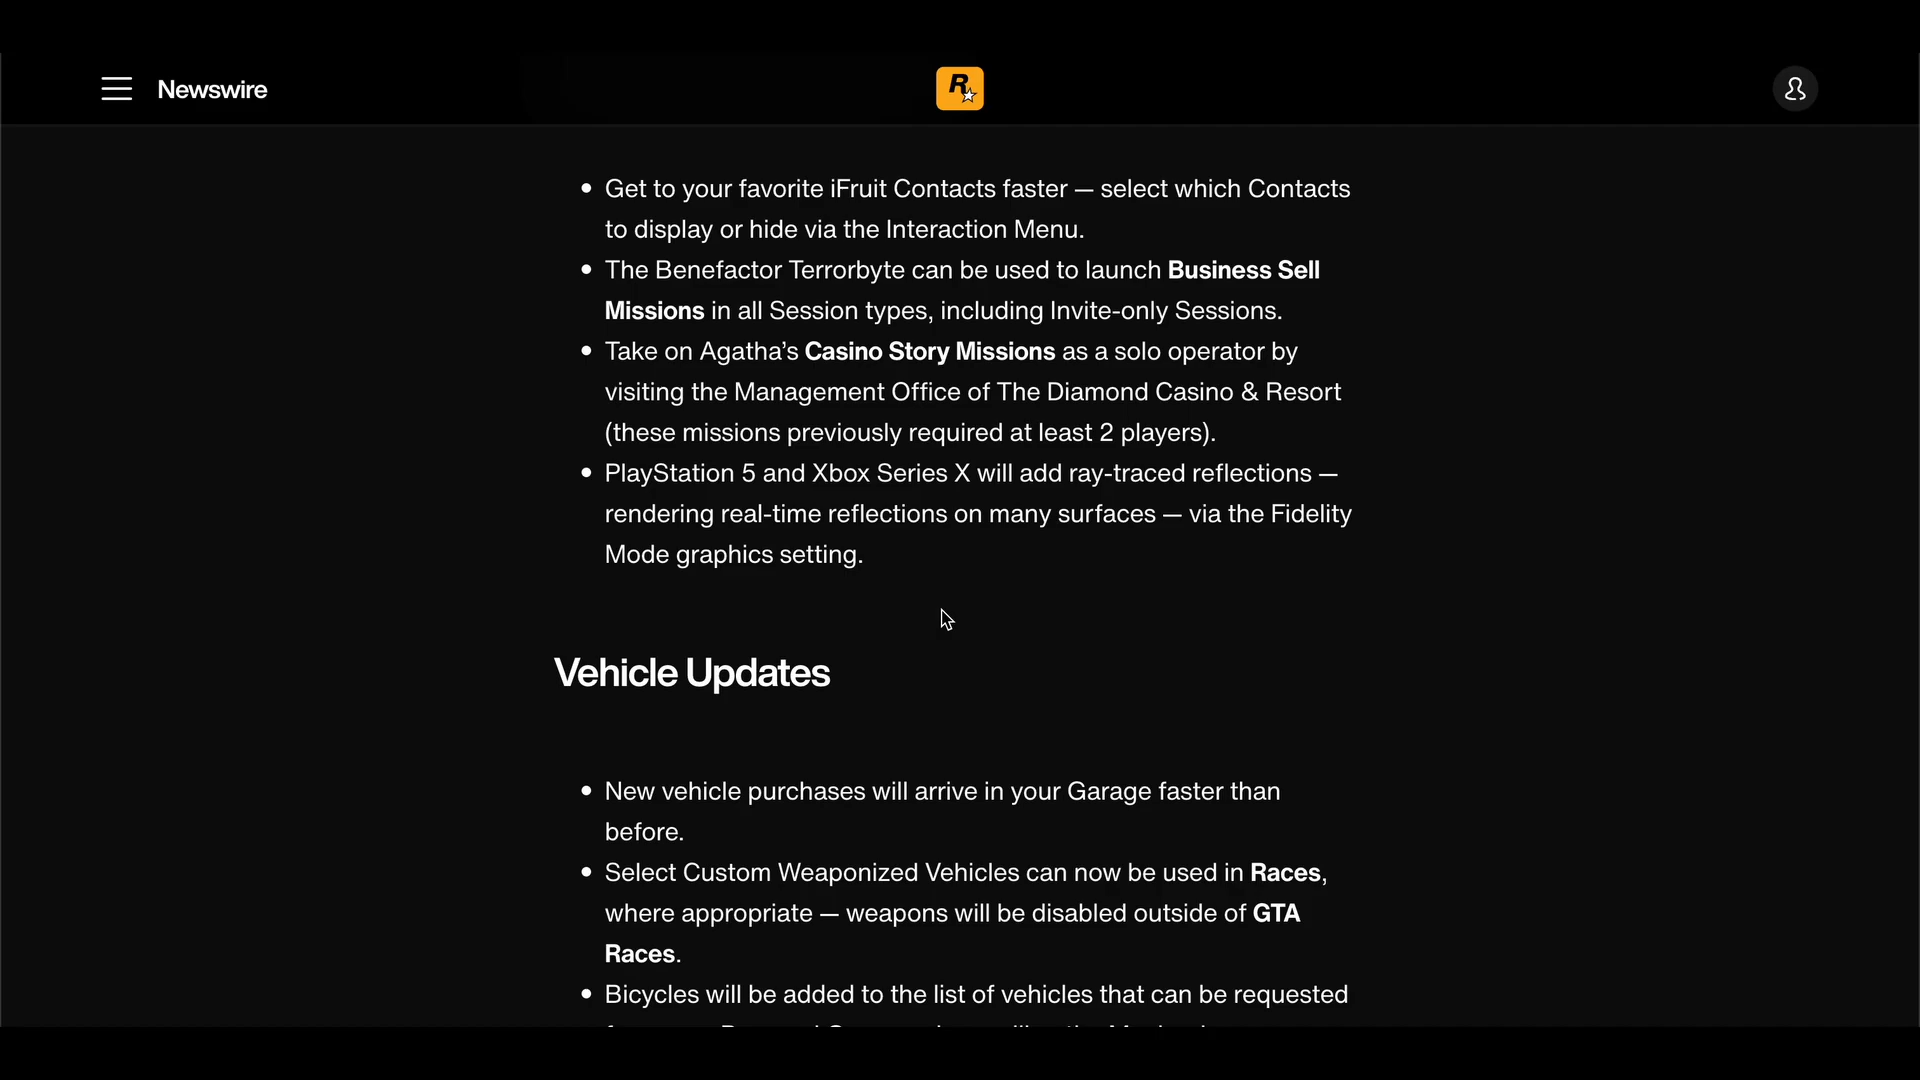 Newswire
R
• Get to your favorite iFruit Contacts faster — select which Contacts
to display or hide via the Interaction Menu.
• The Benefactor Terrorbyte can be used to launch Business Sell
Missions in all Session types, including Invite-only Sessions.
• Take on Agatha’s Casino Story Missions as a solo operator by
visiting the Management Office of The Diamond Casino & Resort
(these missions previously required at least 2 players).
• PlayStation 5 and Xbox Series X will add ray-traced reflections —
rendering real-time reflections on many surfaces — via the Fidelity
Mode graphics setting.
Vehicle Updates
• New vehicle purchases will arrive in your Garage faster than
before.
• Select Custom Weaponized Vehicles can now be used in Races,
where appropriate — weapons will be disabled outside of GTA
Races.
• Bicycles will be added to the list of vehicles that can be requested